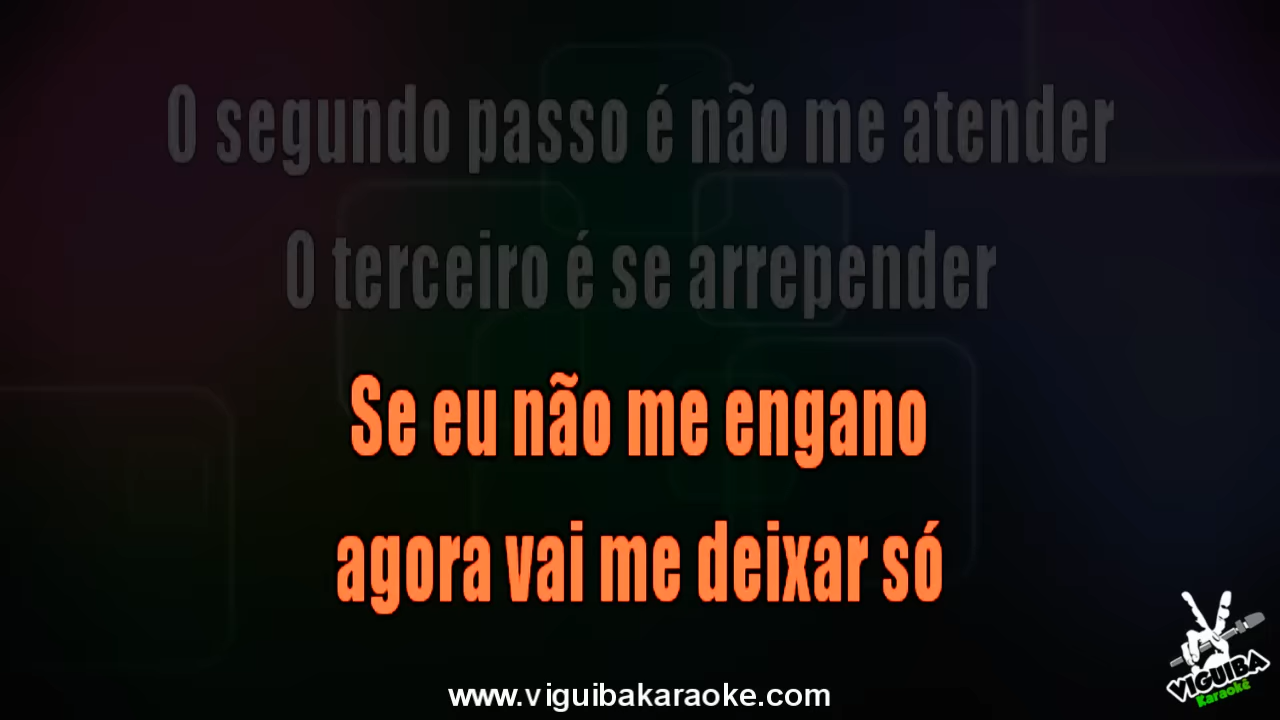 O segundo passo é não me atender
O terceiro é se arrepender
Se eu não me engano
agora vai me deixar só
www.viguibakaraoke.com
VIGUIBA
Karaokê